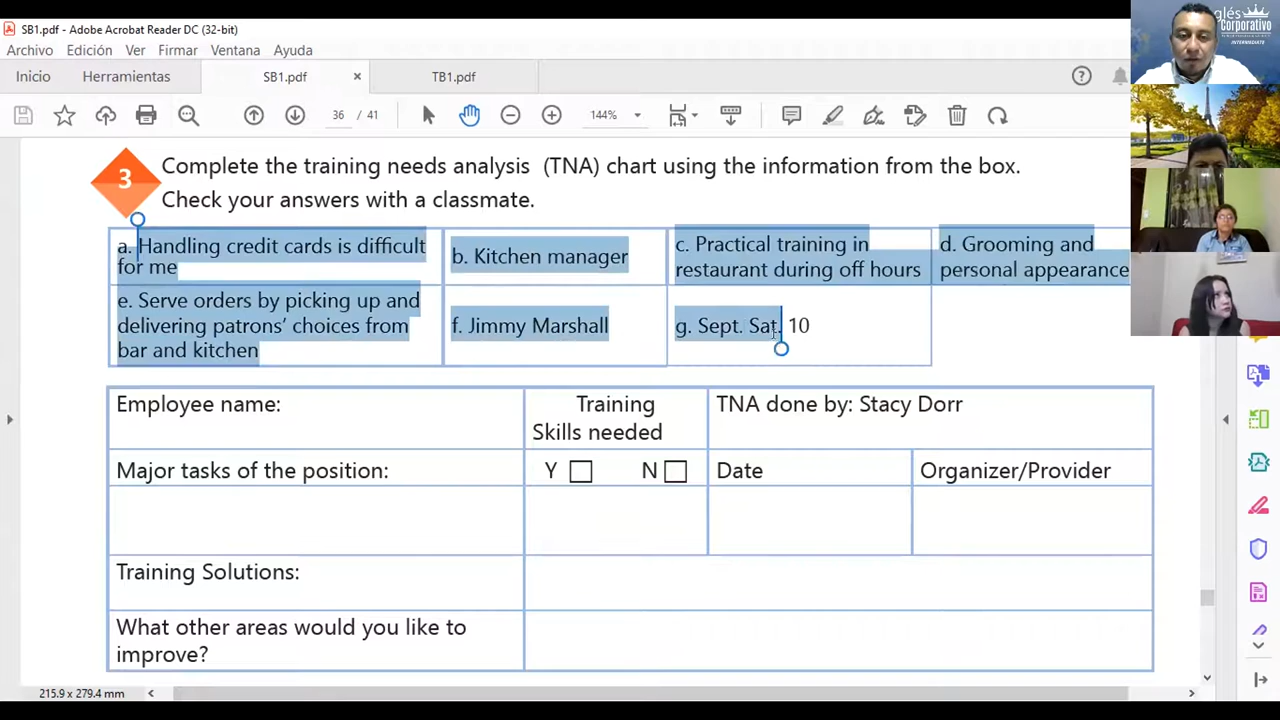 SB1.pdf - Adobe Acrobat Reader DC (32-bit)
Archivo Edición Ver Firmar Ventana Ayuda
Inicio Herramientas SB1.pdf × TB1.pdf
36 / 41 144%
glés
Corporativo
INTERMEDIATE
3
Complete the training needs analysis (TNA) chart using the information from the box.
Check your answers with a classmate.
a. Handling credit cards is difficult
for me
b. Kitchen manager
c. Practical training in
restaurant during off hours
d. Grooming and
personal appearance
e. Serve orders by picking up and
delivering patrons’ choices from
bar and kitchen
f. Jimmy Marshall
g. Sept. Sat. 10
Employee name:
Training
Skills needed
TNA done by: Stacy Dorr
Major tasks of the position:
Y N
Date
Organizer/Provider
Training Solutions:
What other areas would you like to
improve?
215.9 x 279.4 mm